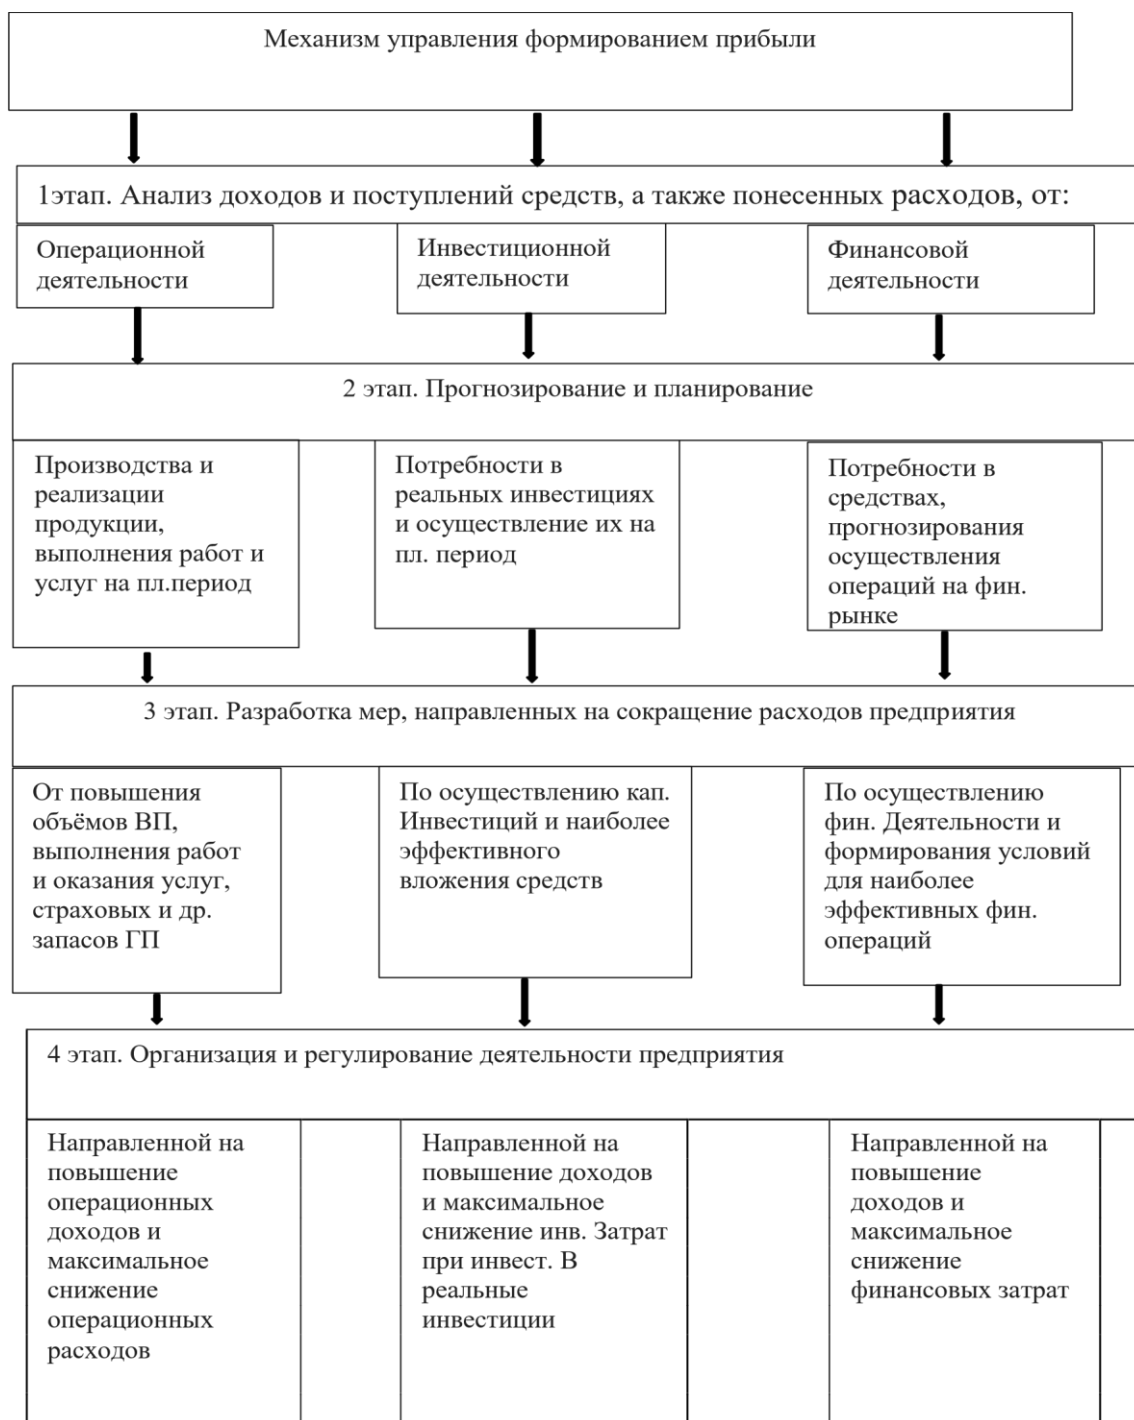 Механизм управления формированием прибыли
1этап. Анализ доходов и поступлений средств, а также понесенных расходов, от:
Операционной
деятельности
Инвестиционной
деятельности
Финансовой
деятельности
2 этап. Прогнозирование и планирование
Производства и
реализации
продукции,
выполнения работ и
услуг на пл.период
Потребности в
реальных инвестициях
и осуществление их на
пл. период
Потребности в
средствах,
прогнозирования
осуществления
операций на фин.
рынке
3 этап. Разработка мер, направленных на сокращение расходов предприятия
От повышения
объёмов ВП,
выполнения работ
и оказания услуг,
страховых и др.
запасов ГП
По осуществлению кап.
Инвестиций и наиболее
эффективного
вложения средств
По осуществлению
фин. Деятельности и
формирования условий
для наиболее
эффективных фин.
операций
4 этап. Организация и регулирование деятельности предприятия
Направленной на
повышение
операционных
доходов и
максимальное
снижение
операционных
расходов
Направленной на
повышение доходов
и максимальное
снижение инв. Затрат
при инвест. В
реальные
инвестиции
Направленной на
повышение
доходов и
максимальное
снижение
финансовых затрат